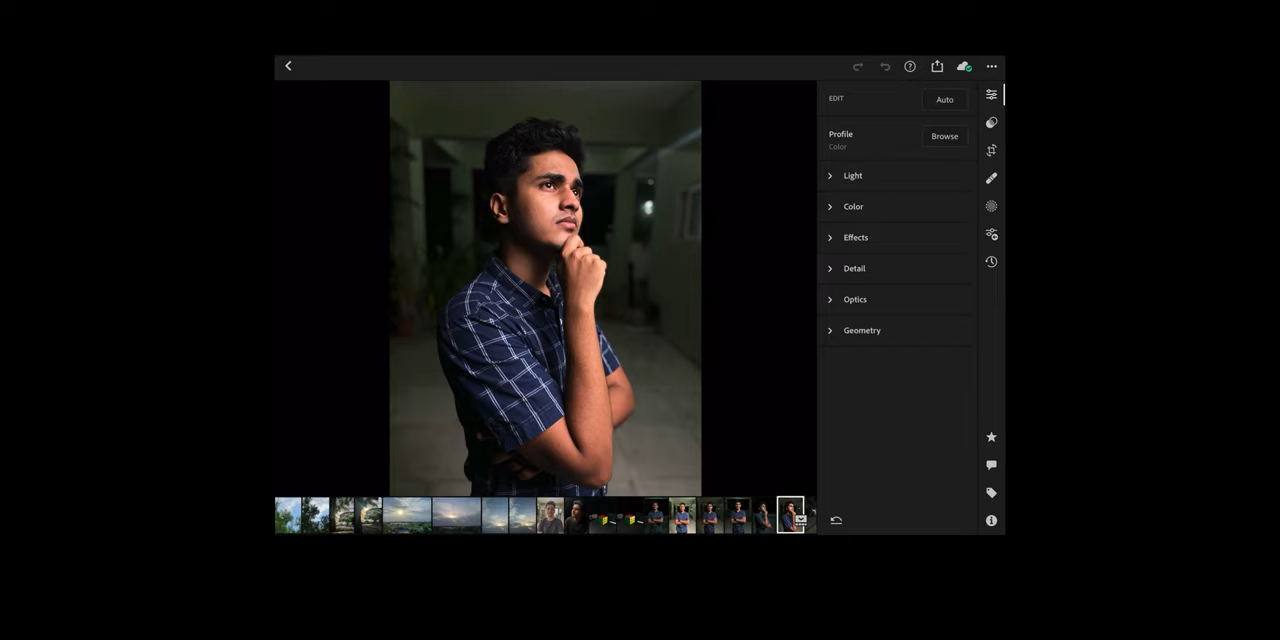 EDIT
Auto
Profile
Color
Browse
Light
Color
Effects
Detail
Optics
Geometry